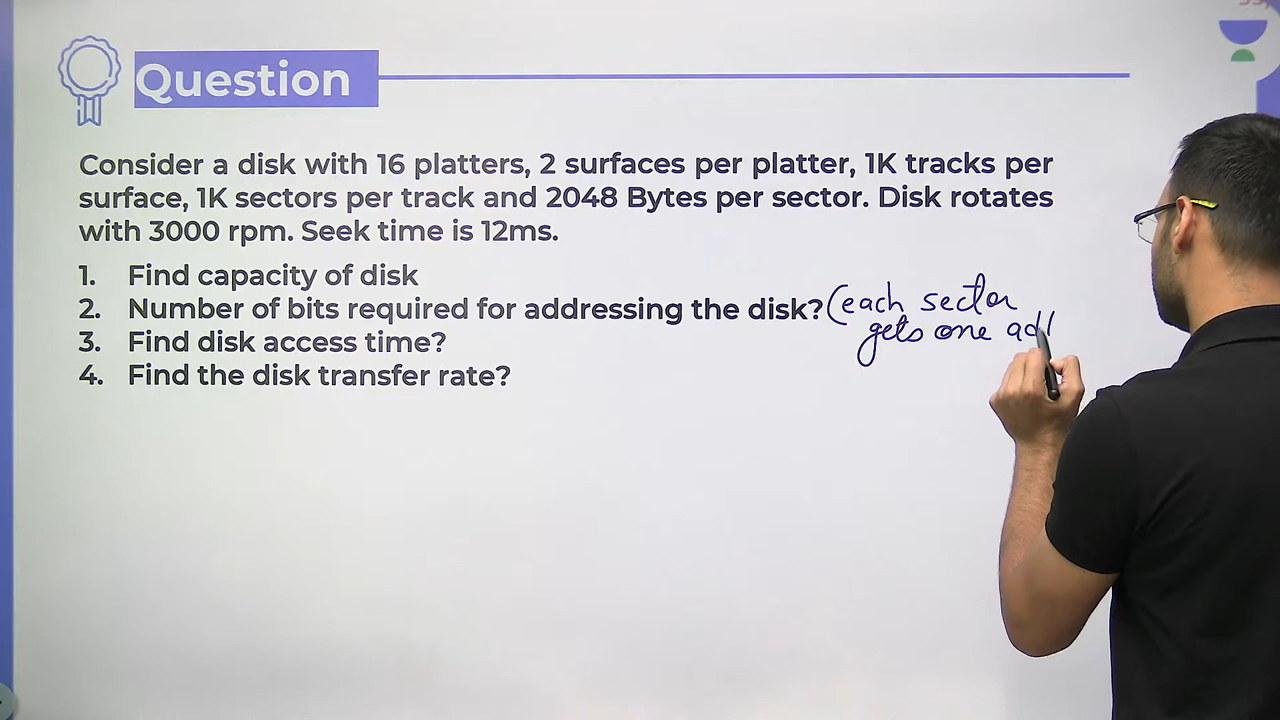 Question
Consider a disk with 16 platters, 2 surfaces per platter, 1K tracks per
surface, 1K sectors per track and 2048 Bytes per sector. Disk rotates
with 3000 rpm. Seek time is 12ms.
1. Find capacity of disk
2. Number of bits required for addressing the disk? (each sector
gets one add
3. Find disk access time?
4. Find the disk transfer rate?